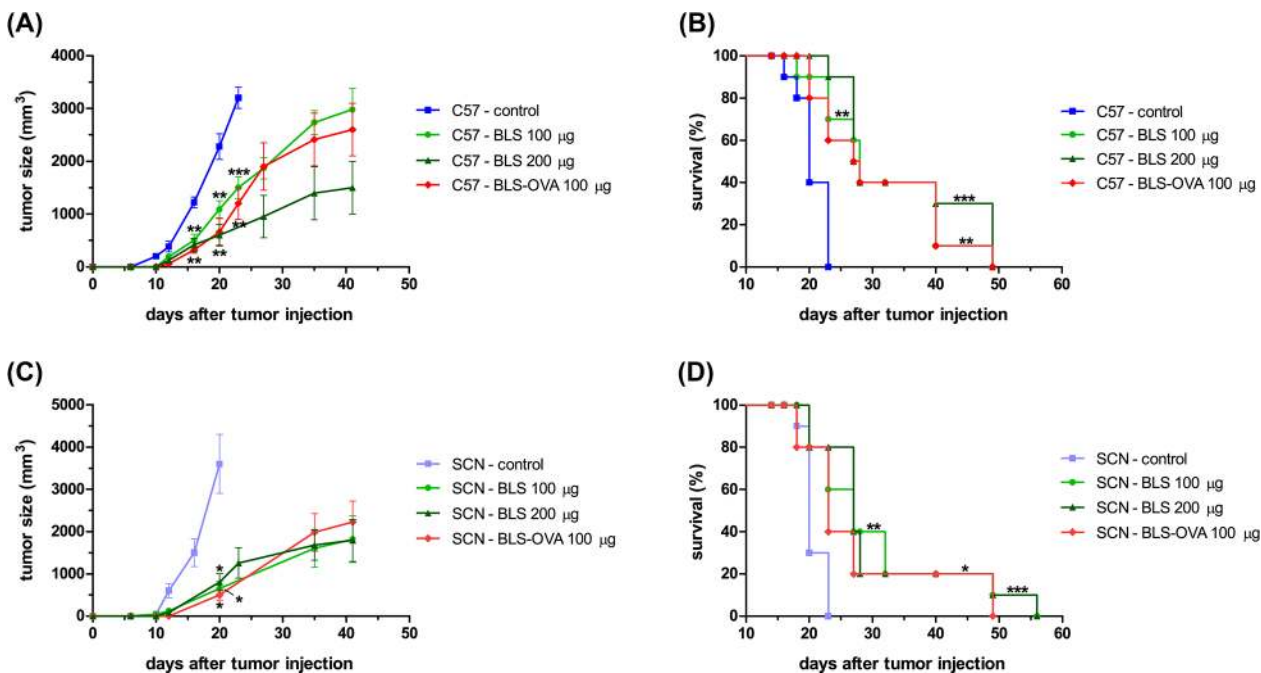 (A)
4000
3000
2000
1000
0
0 10 20 30 40 50
tumor size (mm³)
days after tumor injection
** ** *** ** ** **
C57 - control
C57 - BLS 100 µg
C57 - BLS 200 µg
C57 - BLS-OVA 100 µg
(B)
100
80
60
40
20
0
10 20 30 40 50 60
survival (%)
days after tumor injection
** *** **
C57 - control
C57 - BLS 100 µg
C57 - BLS 200 µg
C57 - BLS-OVA 100 µg
(C)
5000
4000
3000
2000
1000
0
0 10 20 30 40 50
tumor size (mm³)
days after tumor injection
* * *
SCN - control
SCN - BLS 100 µg
SCN - BLS 200 µg
SCN - BLS-OVA 100 µg
(D)
100
80
60
40
20
0
10 20 30 40 50 60
survival (%)
days after tumor injection
** * ***
SCN - control
SCN - BLS 100 µg
SCN - BLS 200 µg
SCN - BLS-OVA 100 µg